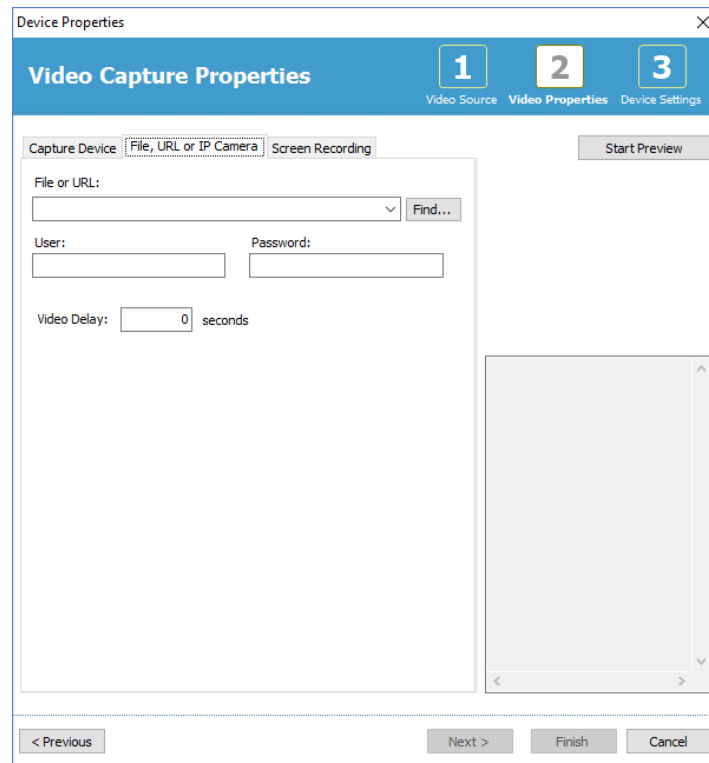 Device Properties
Video Capture Properties
1 2 3
Video Source Video Properties Device Settings
Capture Device File, URL or IP Camera Screen Recording
Start Preview
File or URL:
Find...
User: Password:
Video Delay: 0 seconds
< Previous Next > Finish Cancel